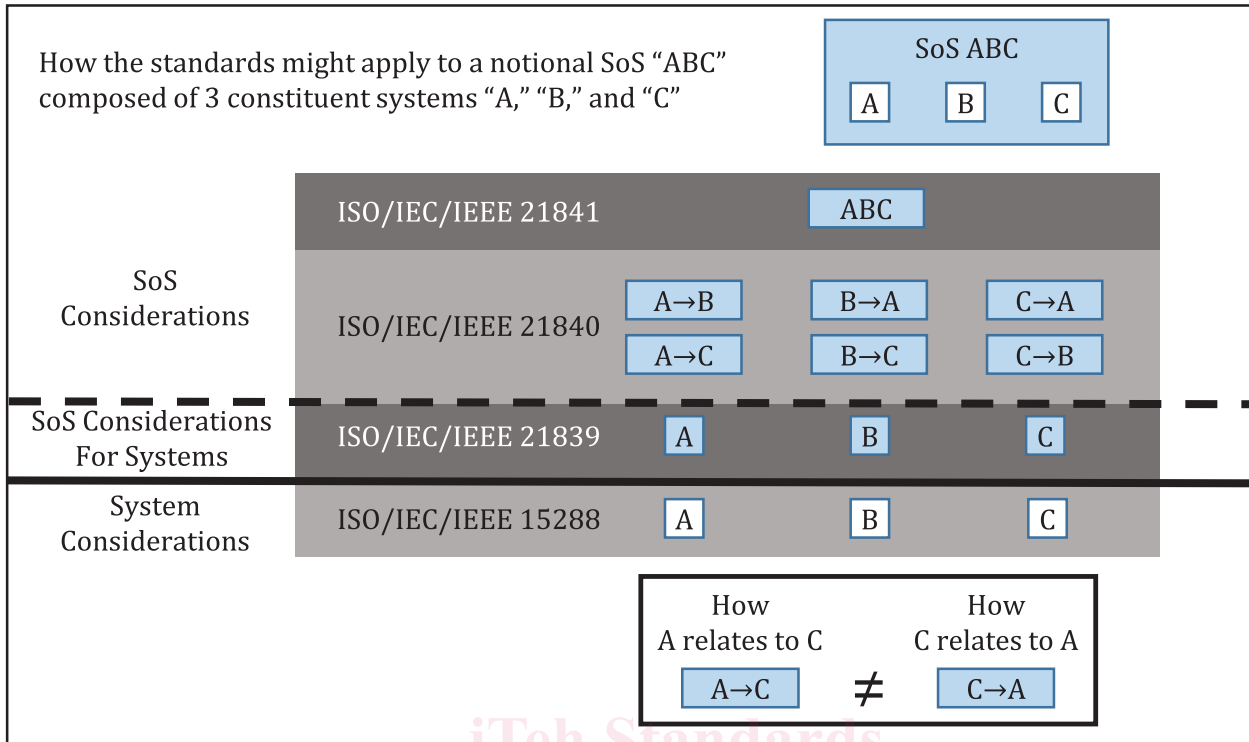 How the standards might apply to a notional SoS “ABC”
composed of 3 constituent systems “A,” “B,” and “C”
SoS ABC
A B C
ISO/IEC/IEEE 21841
ABC
SoS
Considerations
ISO/IEC/IEEE 21840
A→B B→A C→A
A→C B→C C→B
SoS Considerations
For Systems
ISO/IEC/IEEE 21839
A B C
System
Considerations
ISO/IEC/IEEE 15288
A B C
How
A relates to C
A→C
≠
How
C relates to A
C→A
iTeh Standards